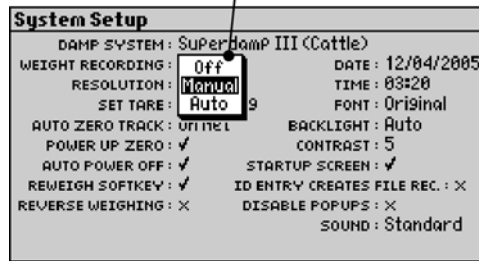 System Setup
DAMP SYSTEM : Superdamp III (Cattle)
WEIGHT RECORDING : Off DATE : 12/04/2005
RESOLUTION : Manual TIME : 03:20
SET TARE : Auto 9 FONT : Original
AUTO ZERO TRACK : BACKLIGHT : Auto
POWER UP ZERO : ✓ CONTRAST : 5
AUTO POWER OFF : ✓ STARTUP SCREEN : ✓
REWEIGH SOFTKEY : ✓ ID ENTRY CREATES FILE REC. : ×
REVERSE WEIGHING : × DISABLE POPUPS : ×
SOUND : Standard